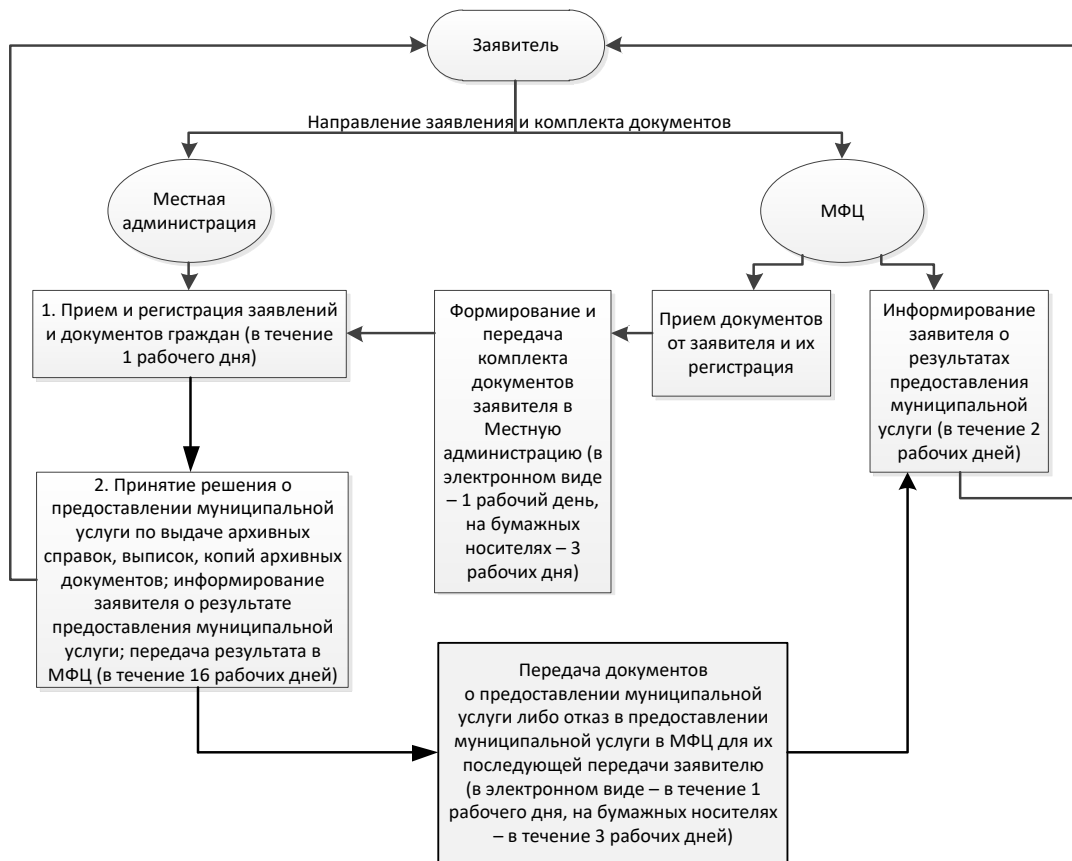 Заявитель
Направление заявления и комплекта документов
Местная
администрация
МФЦ
1. Прием и регистрация заявлений
и документов граждан (в течение
1 рабочего дня)
Формирование и
передача
комплекта
документов
заявителя в
Местную
администрацию (в
электронном виде
– 1 рабочий день,
на бумажных
носителях – 3
рабочих дня)
Прием документов
от заявителя и их
регистрация
Информирование
заявителя о
результатах
предоставления
муниципальной
услуги (в течение 2
рабочих дней)
2. Принятие решения о
предоставлении муниципальной
услуги по выдаче архивных
справок, выписок, копий архивных
документов; информирование
заявителя о результате
предоставления муниципальной
услуги; передача результата в
МФЦ (в течение 16 рабочих дней)
Передача документов
о предоставлении муниципальной
услуги либо отказ в предоставлении
муниципальной услуги в МФЦ для их
последующей передачи заявителю
(в электронном виде – в течение 1
рабочего дня, на бумажных носителях
– в течение 3 рабочих дней)